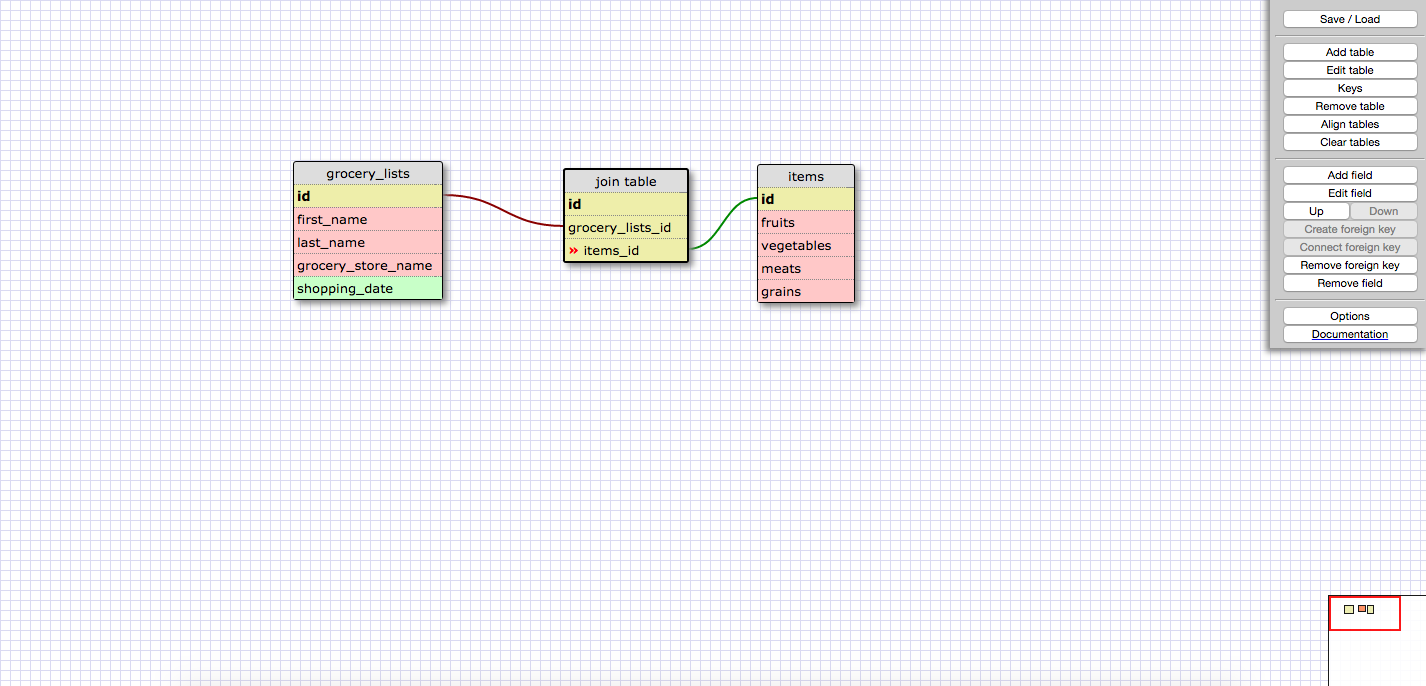 grocery_lists
id
first_name
last_name
grocery_store_name
shopping_date
join table
id
grocery_lists_id
» items_id
items
id
fruits
vegetables
meats
grains
Save / Load
Add table
Edit table
Keys
Remove table
Align tables
Clear tables
Add field
Edit field
Up Down
Create foreign key
Connect foreign key
Remove foreign key
Remove field
Options
Documentation